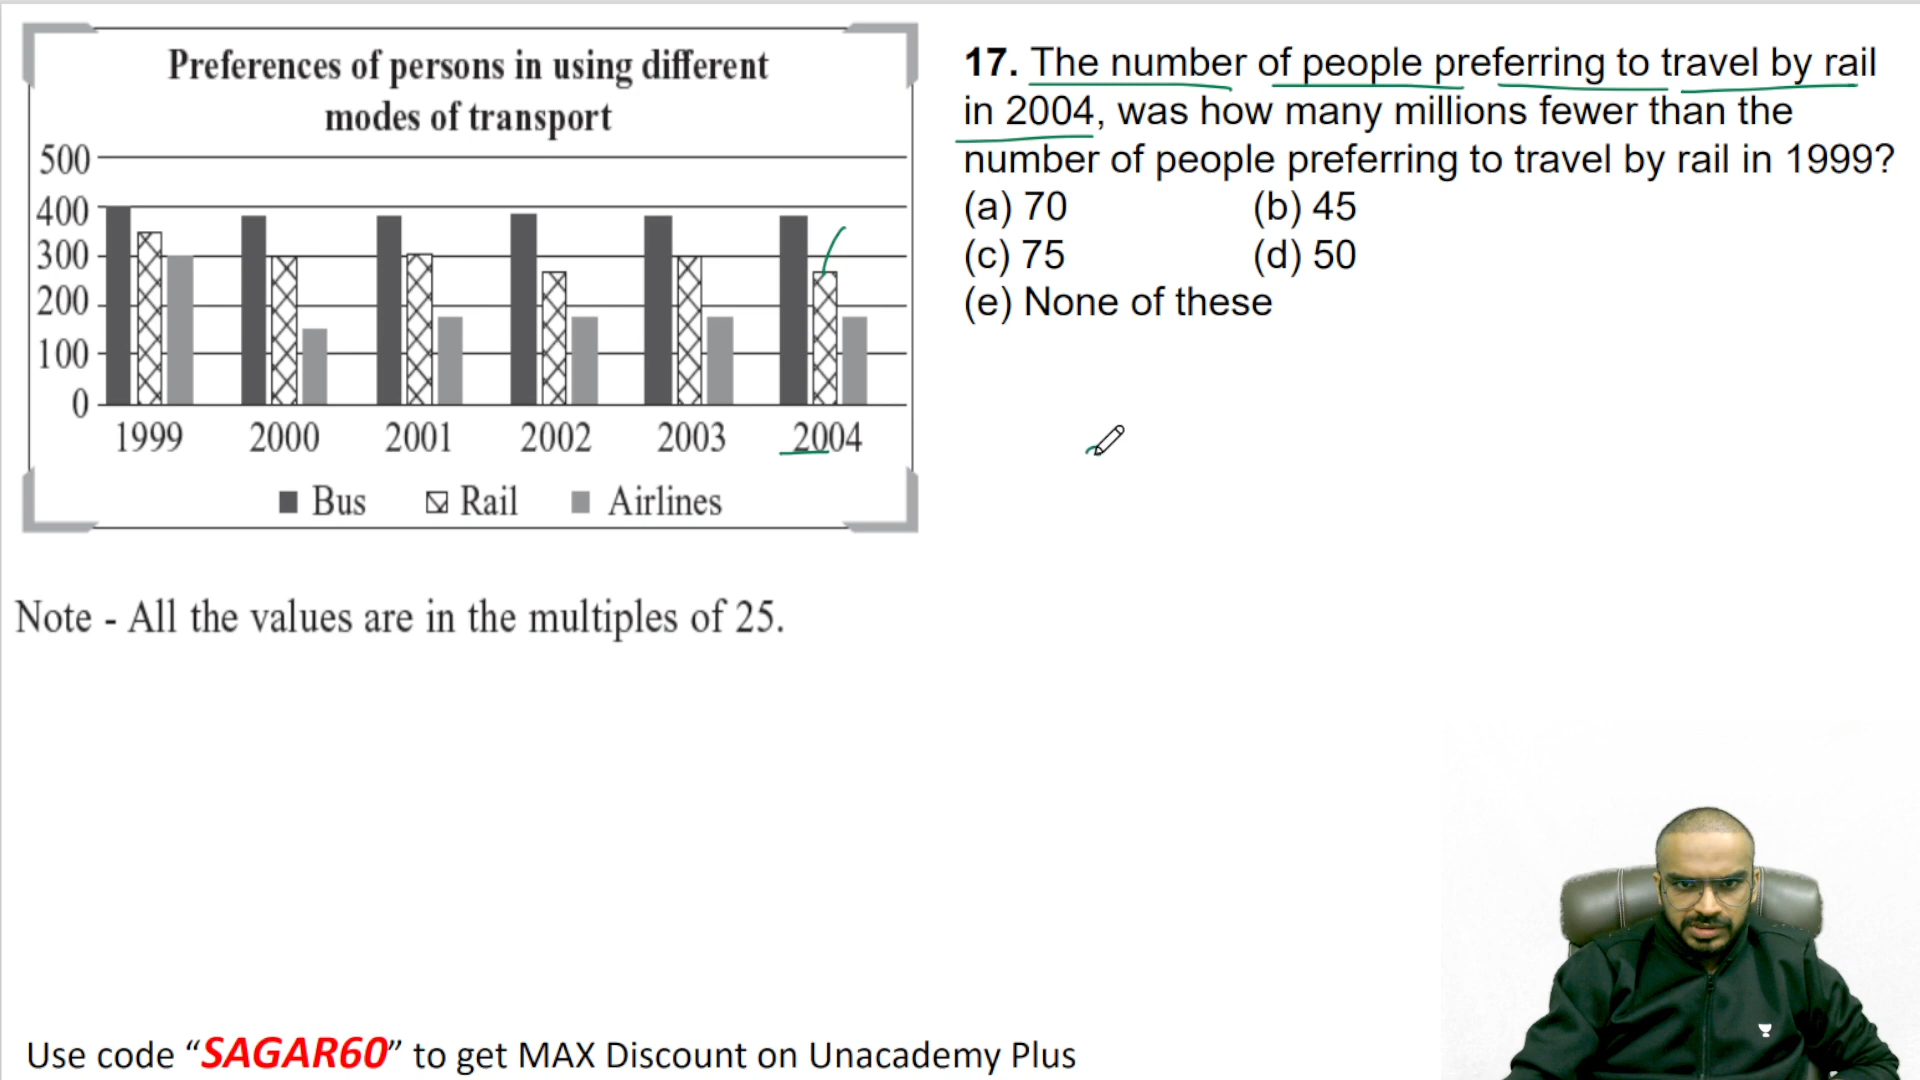 Preferences of persons in using different
modes of transport
500
400
300
200
100
0
1999 2000 2001 2002 2003 2004
Bus Rail Airlines
Note - All the values are in the multiples of 25.
17. The number of people preferring to travel by rail
in 2004, was how many millions fewer than the
number of people preferring to travel by rail in 1999?
(a) 70 (b) 45
(c) 75 (d) 50
(e) None of these
Use code “SAGAR60” to get MAX Discount on Unacademy Plus